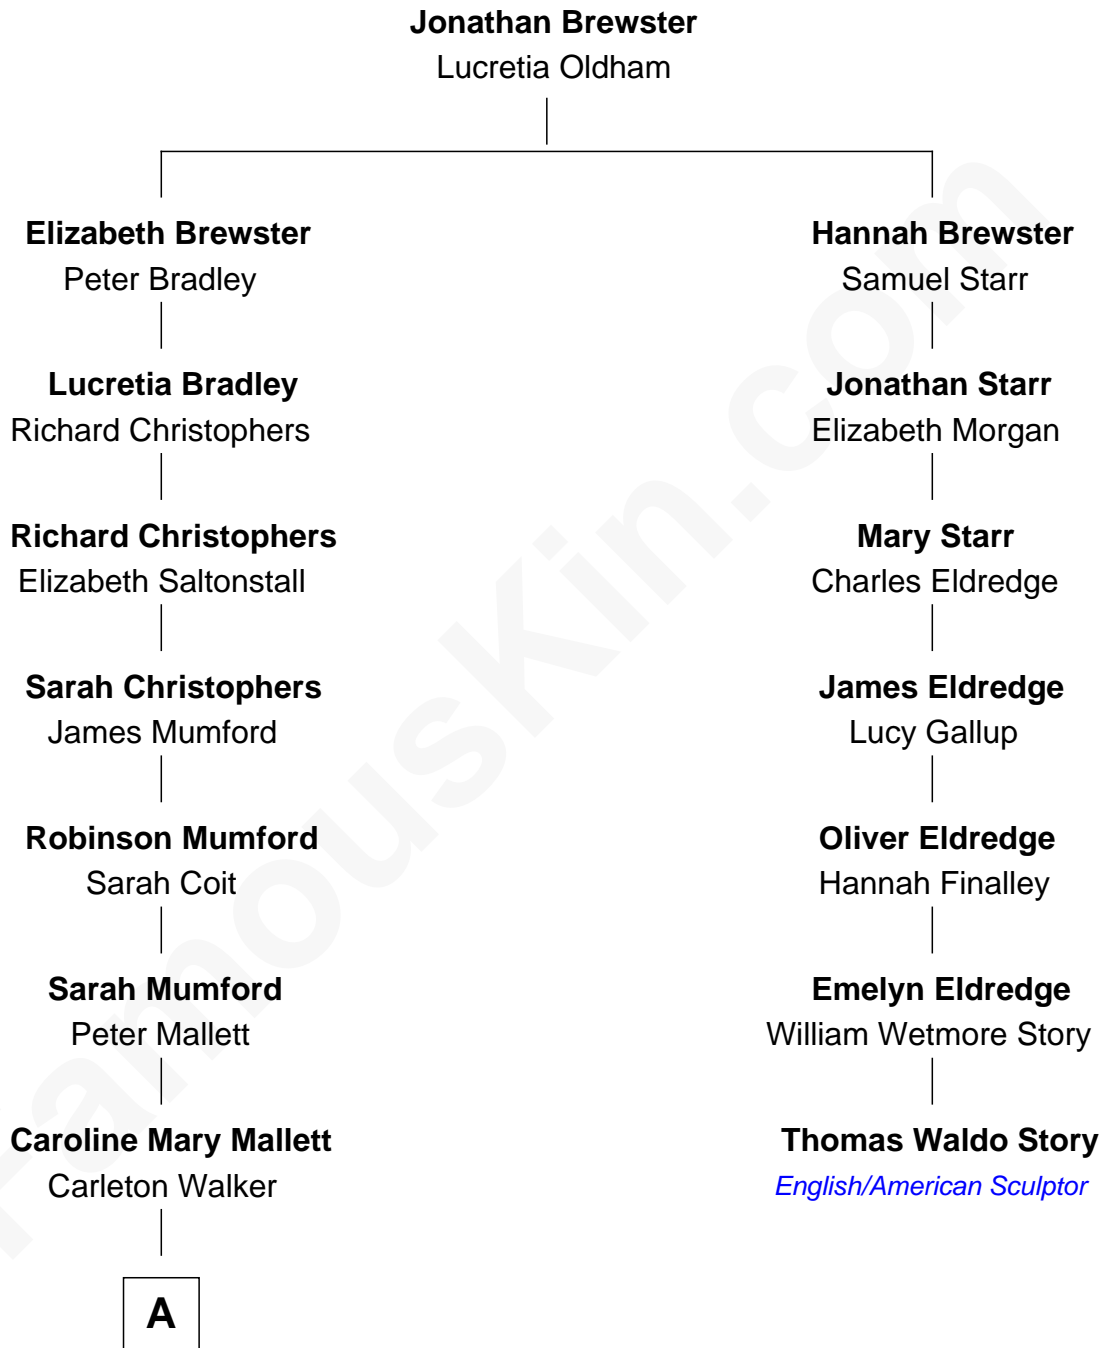 Jonathan Brewster
Lucretia Oldham
Elizabeth Brewster
Peter Bradley
Hannah Brewster
Samuel Starr
Lucretia Bradley
Richard Christophers
Jonathan Starr
Elizabeth Morgan
Richard Christophers
Elizabeth Saltonstall
Mary Starr
Charles Eldredge
Sarah Christophers
James Mumford
James Eldredge
Lucy Gallup
Robinson Mumford
Sarah Coit
Oliver Eldredge
Hannah Finalley
Sarah Mumford
Peter Mallett
Emelyn Eldredge
William Wetmore Story
Caroline Mary Mallett
Carleton Walker
Thomas Waldo Story
English/American Sculptor
A
FamousKin.com